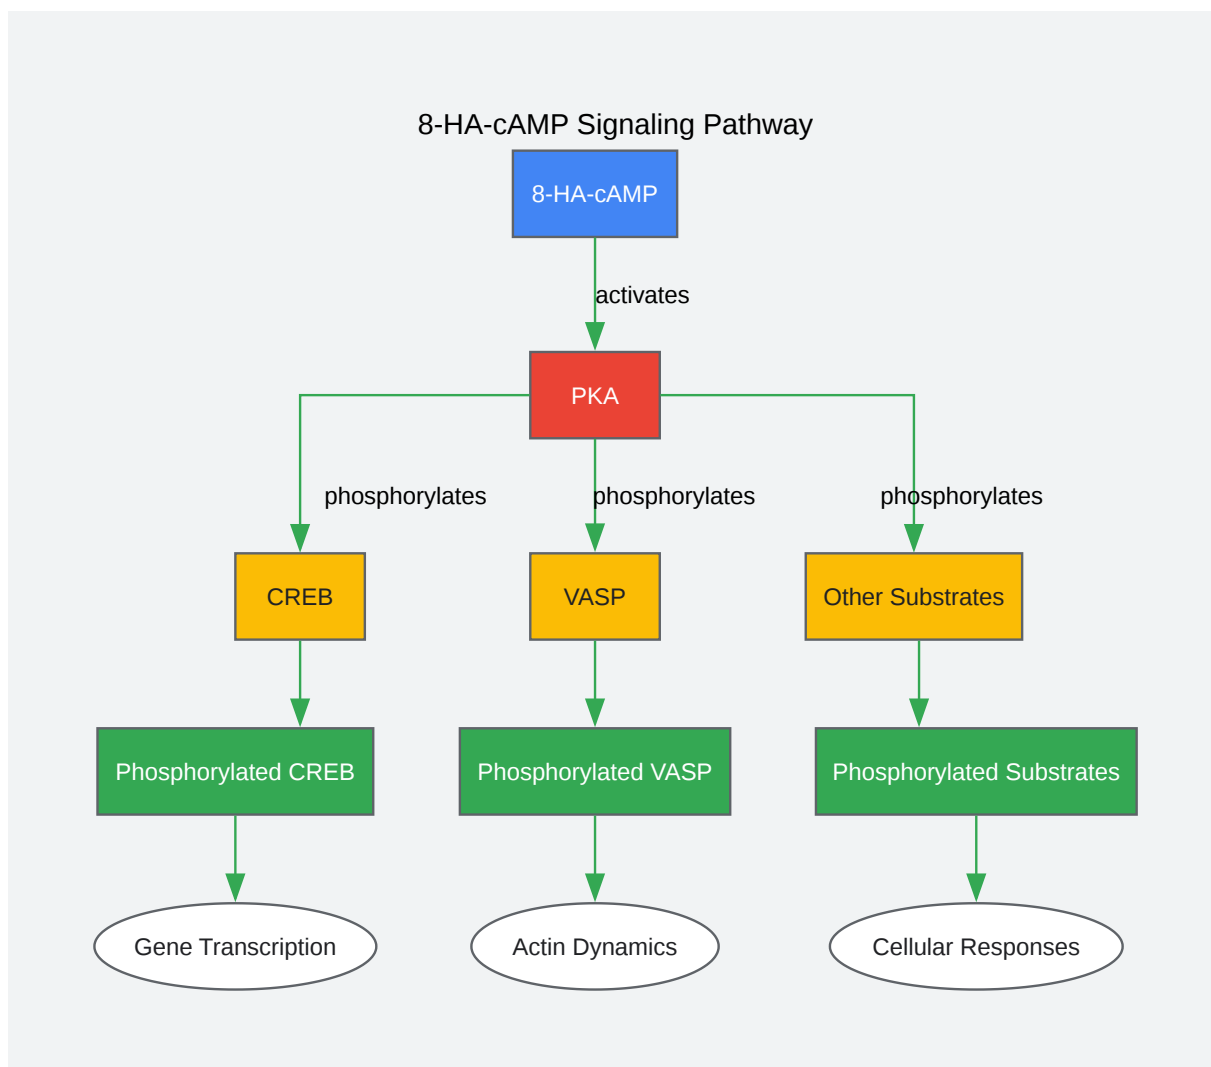 8-HA-cAMP Signaling Pathway
8-HA-cAMP
activates
PKA
phosphorylates
phosphorylates
phosphorylates
CREB
VASP
Other Substrates
Phosphorylated CREB
Phosphorylated VASP
Phosphorylated Substrates
Gene Transcription
Actin Dynamics
Cellular Responses